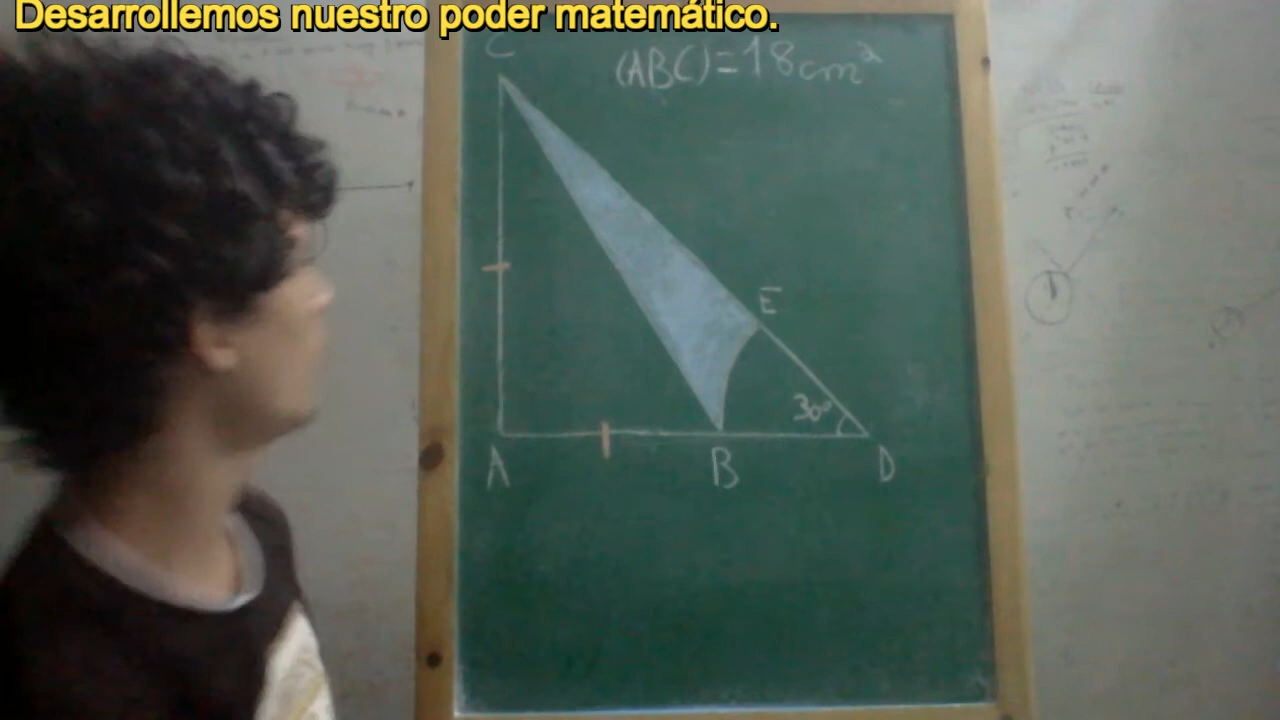 Desarrollemos nuestro poder matemático.
C
(ABC)=18cm²
E
30°
A
B
D